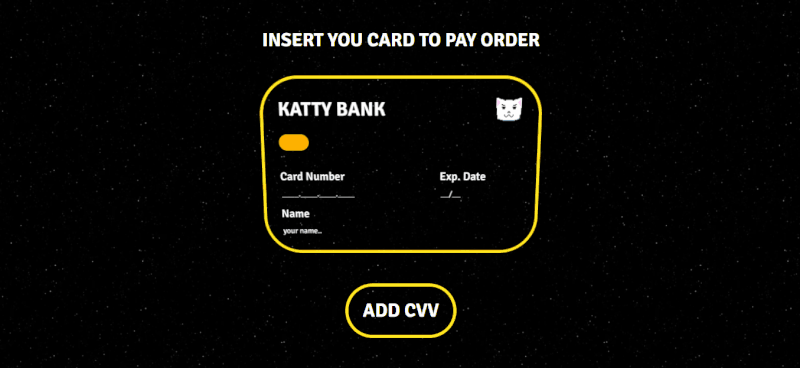 INSERT YOU CARD TO PAY ORDER
KATTY BANK
Card Number Exp. Date
____-____-____-____ __/__
Name
your name..
ADD CVV